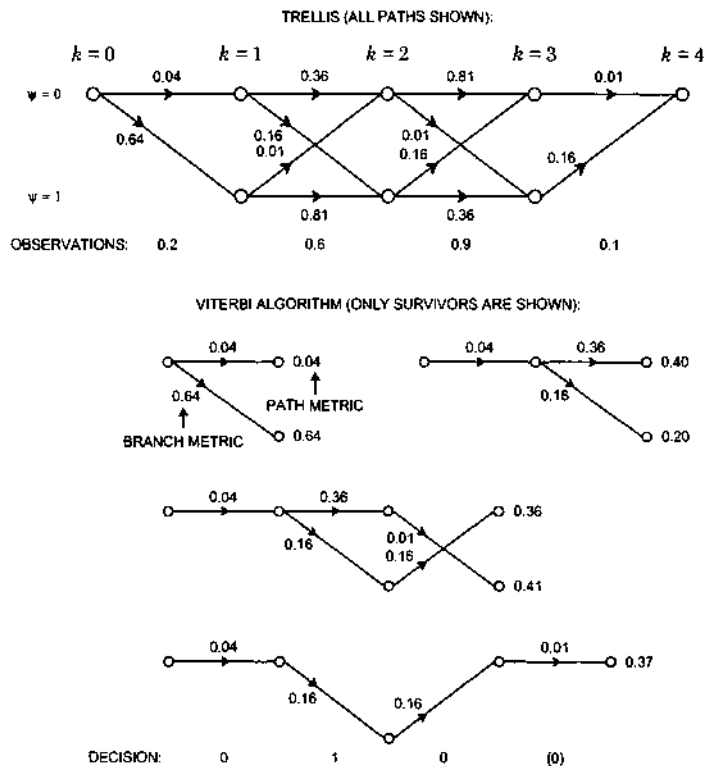 TRELLIS (ALL PATHS SHOWN):
k = 0 k = 1 k = 2 k = 3 k = 4
0.04 0.36 0.81 0.01
ψ = 0
0.64 0.16 0.01 0.16
0.01 0.16
ψ = 1
0.81 0.36
OBSERVATIONS: 0.2 0.6 0.9 0.1
VITERBI ALGORITHM (ONLY SURVIVORS ARE SHOWN):
0.04 0.04 0.36
0.04 0.40
0.64 0.16
PATH METRIC
BRANCH METRIC 0.64 0.20
0.04 0.36
0.36
0.16 0.01
0.16
0.41
0.04 0.01
0.37
0.16 0.16
DECISION: 0 1 0 (0)